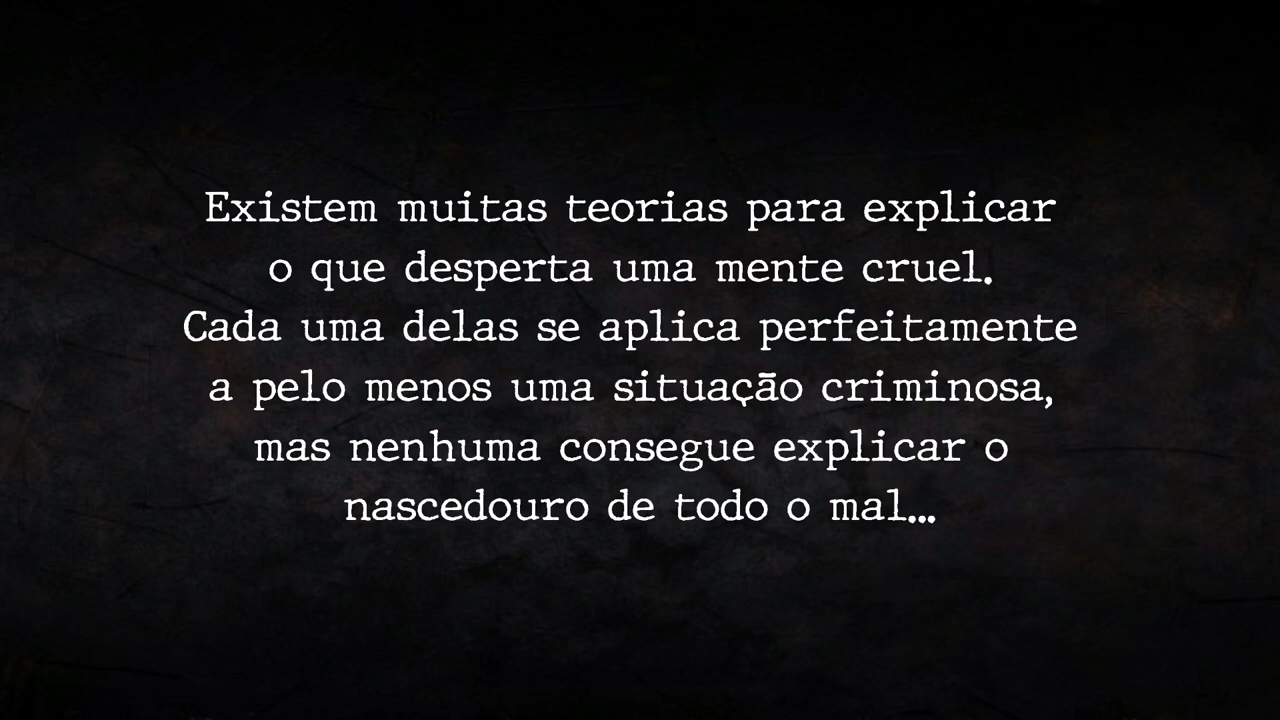 Existem muitas teorias para explicar
o que desperta uma mente cruel.
Cada uma delas se aplica perfeitamente
a pelo menos uma situação criminosa,
mas nenhuma consegue explicar o
nascedouro de todo o mal...